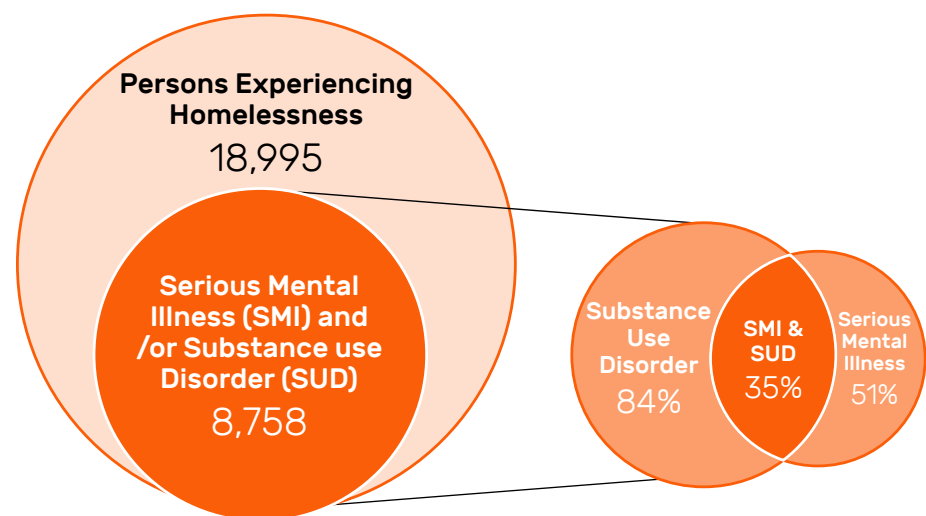 Persons Experiencing
Homelessness
18,995
Serious Mental
Illness (SMI) and
/or Substance use
Disorder (SUD)
8,758
Substance
Use
Disorder
84%
SMI &
SUD
35%
Serious
Mental
Illness
51%